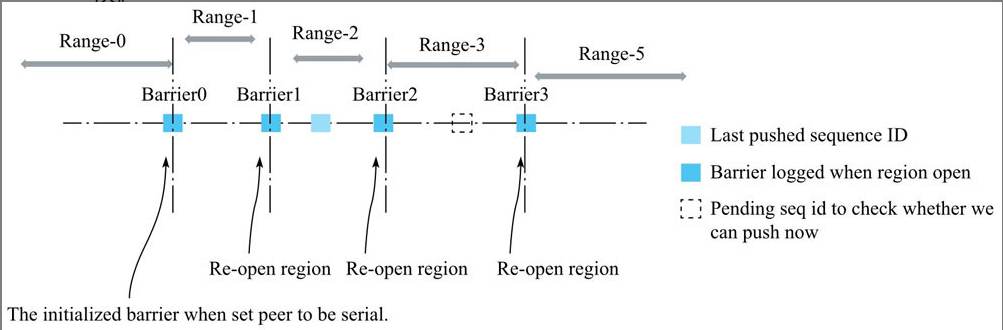 Range-0
Range-1
Range-2
Range-3
Range-5
Barrier0
Barrier1
Barrier2
Barrier3
Last pushed sequence ID
Barrier logged when region open
Pending seq id to check whether we
can push now
Re-open region
Re-open region
Re-open region
The initialized barrier when set peer to be serial.